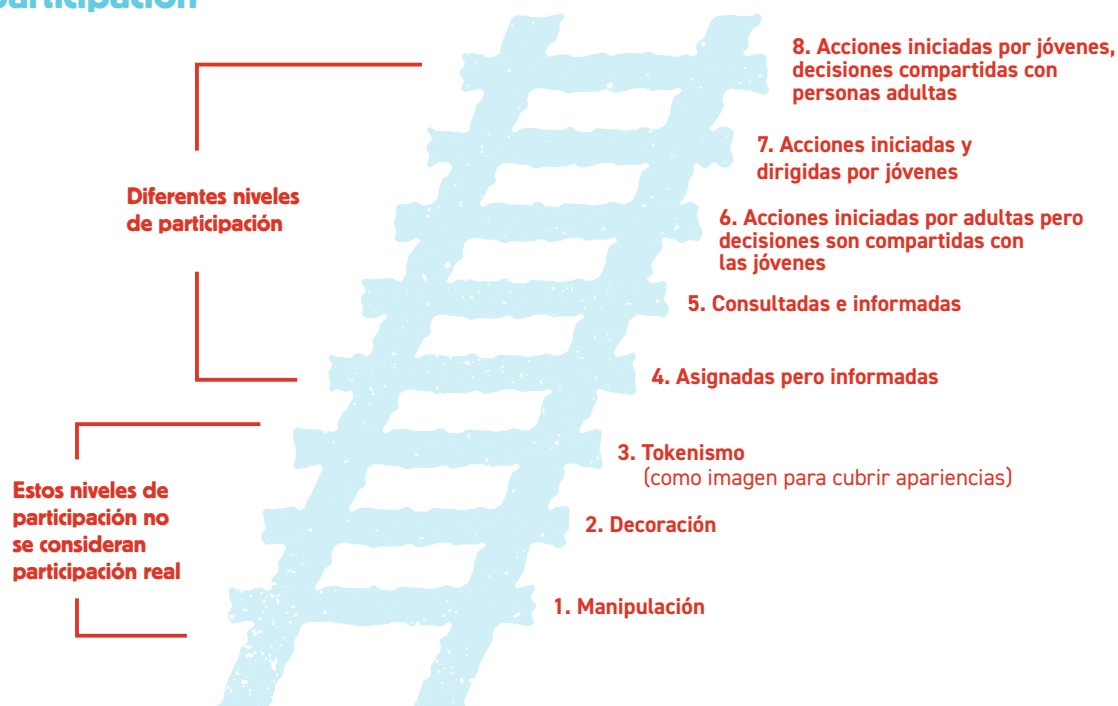 participación
8. Acciones iniciadas por jóvenes,
decisiones compartidas con
personas adultas
7. Acciones iniciadas y
dirigidas por jóvenes
Diferentes niveles
de participación
6. Acciones iniciadas por adultas pero
decisiones son compartidas con
las jóvenes
5. Consultadas e informadas
4. Asignadas pero informadas
3. Tokenismo
(como imagen para cubrir apariencias)
Estos niveles de
participación no
se consideran
participación real
2. Decoración
1. Manipulación